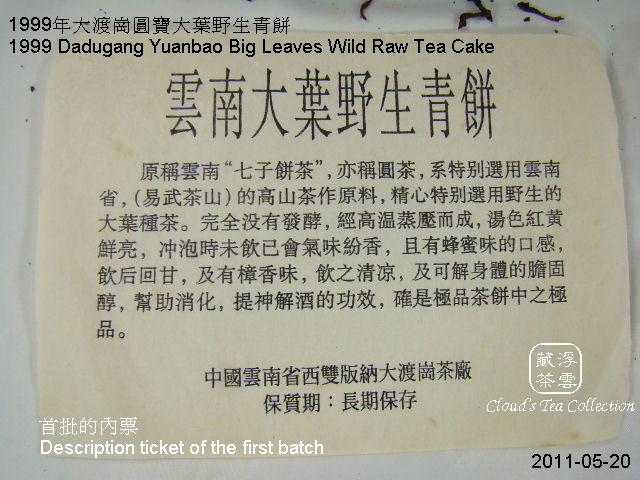 1999年大渡崗圓寶大葉野生青餅
1999 Dadugang Yuanbao Big Leaves Wild Raw Tea Cake
雲南大葉野生青餅
原稱雲南“七子餅茶”，亦稱圓茶，系特别選用雲南
省，(易武茶山)的高山茶作原料，精心特别選用野生的
大葉種茶。完全没有發酵，經高温蒸壓而成，湯色紅黄
鮮亮，冲泡時未飲已會氣味紛香，且有蜂蜜味的口感，
飲后回甘，及有樟香味，飲之清凉，及可解身體的膽固
醇，幫助消化，提神解酒的功效，確是極品茶餅中之極
品。
中國雲南省西雙版納大渡崗茶廠
保質期：長期保存
藏浮
茶雲
Cloud's Tea Collection
首批的內票
Description ticket of the first batch
2011-05-20